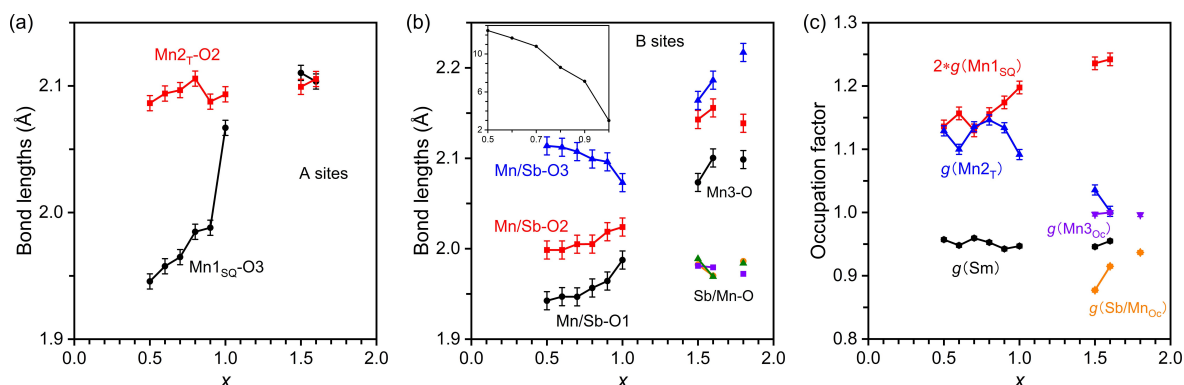 (a)
Mn2T-O2
A sites
Mn1SQ-O3
Bond lengths (Å)
2.1
2.0
1.9
0.0 0.5 1.0 1.5 2.0
x
(b)
B sites
12
10
8
6
4
2
0.5 0.7 0.9 1
Mn/Sb-O3
Mn3-O
Mn/Sb-O2
Sb/Mn-O
Mn/Sb-O1
Bond lengths (Å)
2.2
2.1
2.0
1.9
0.0 0.5 1.0 1.5 2.0
x
(c)
2*g(Mn1SQ)
g(Mn2T)
g(Mn3Oc)
g(Sm)
g(Sb/MnOc)
Occupation factor
1.3
1.2
1.1
1.0
0.9
0.8
0.0 0.5 1.0 1.5 2.0
x